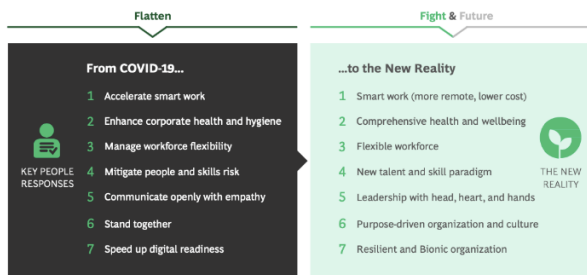 Flatten
Fight & Future
From COVID-19...
1 Accelerate smart work
2 Enhance corporate health and hygiene
3 Manage workforce flexibility
4 Mitigate people and skills risk
5 Communicate openly with empathy
6 Stand together
7 Speed up digital readiness
KEY PEOPLE
RESPONSES
...to the New Reality
1 Smart work (more remote, lower cost)
2 Comprehensive health and wellbeing
3 Flexible workforce
4 New talent and skill paradigm
5 Leadership with head, heart, and hands
6 Purpose-driven organization and culture
7 Resilient and Bionic organization
THE NEW
REALITY